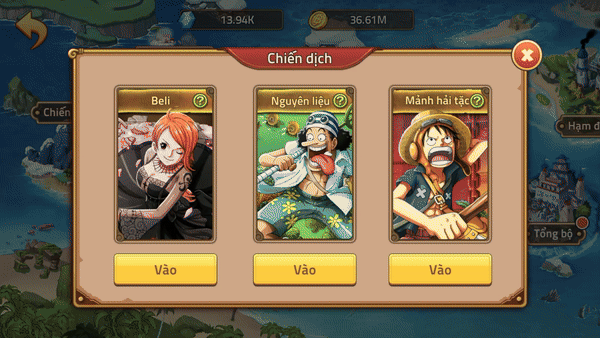 13.94K
36.61M
Chiến dịch
Beli
?
Nguyên liệu
?
Mảnh hải tặc
?
Chiến
Hạm đ
Tổng bộ
Vào
Vào
Vào